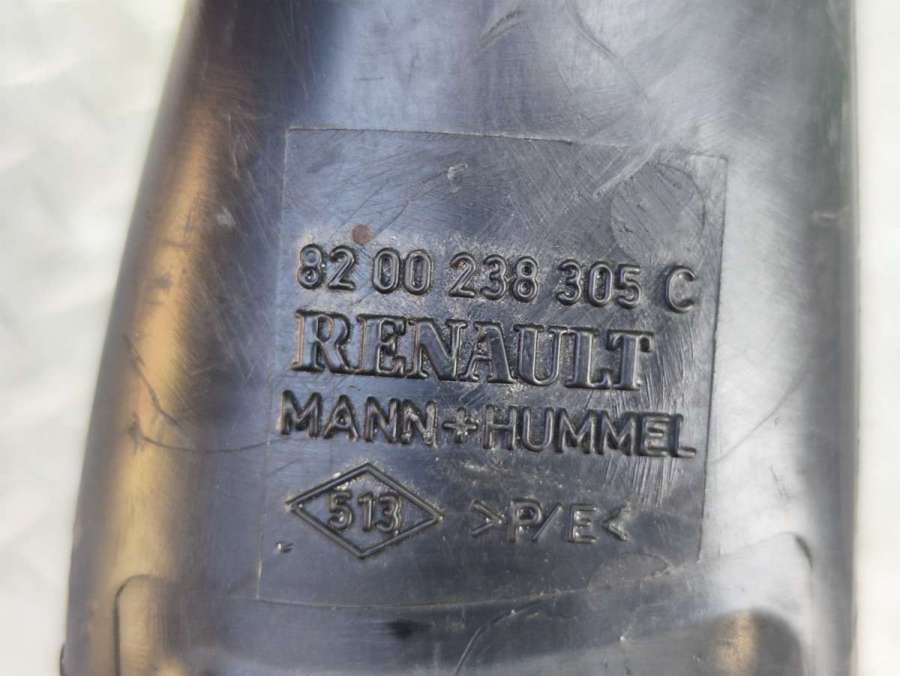 82 00 238 305 C
RENAULT
MANN+HUMMEL
513 >P/E<